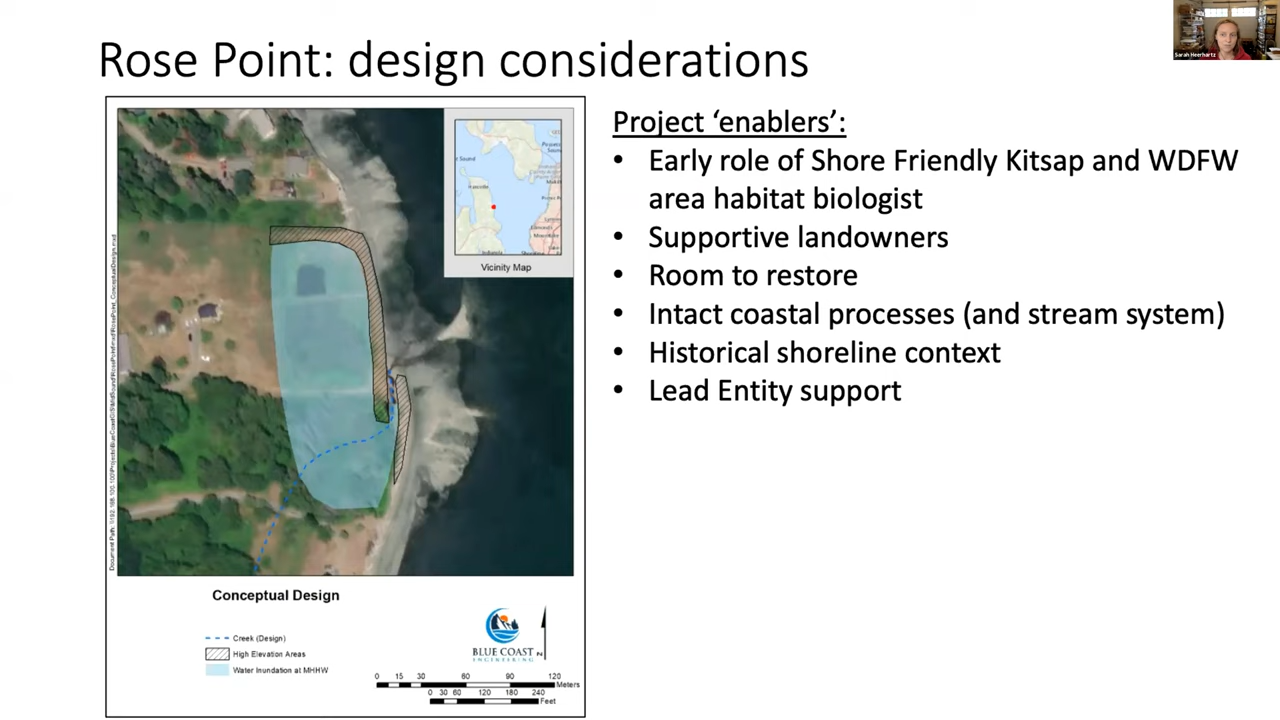 Rose Point: design considerations
Sarah Heerhartz
Project ‘enablers’:
• Early role of Shore Friendly Kitsap and WDFW
area habitat biologist
• Supportive landowners
• Room to restore
• Intact coastal processes (and stream system)
• Historical shoreline context
• Lead Entity support
Vicinity Map
Conceptual Design
Creek (Design)
High Elevation Areas
Water Inundation at MHHW
BLUE COAST
ENGINEERING
N
0 15 30 60 90 120
Meters
0 30 60 120 180 240
Feet